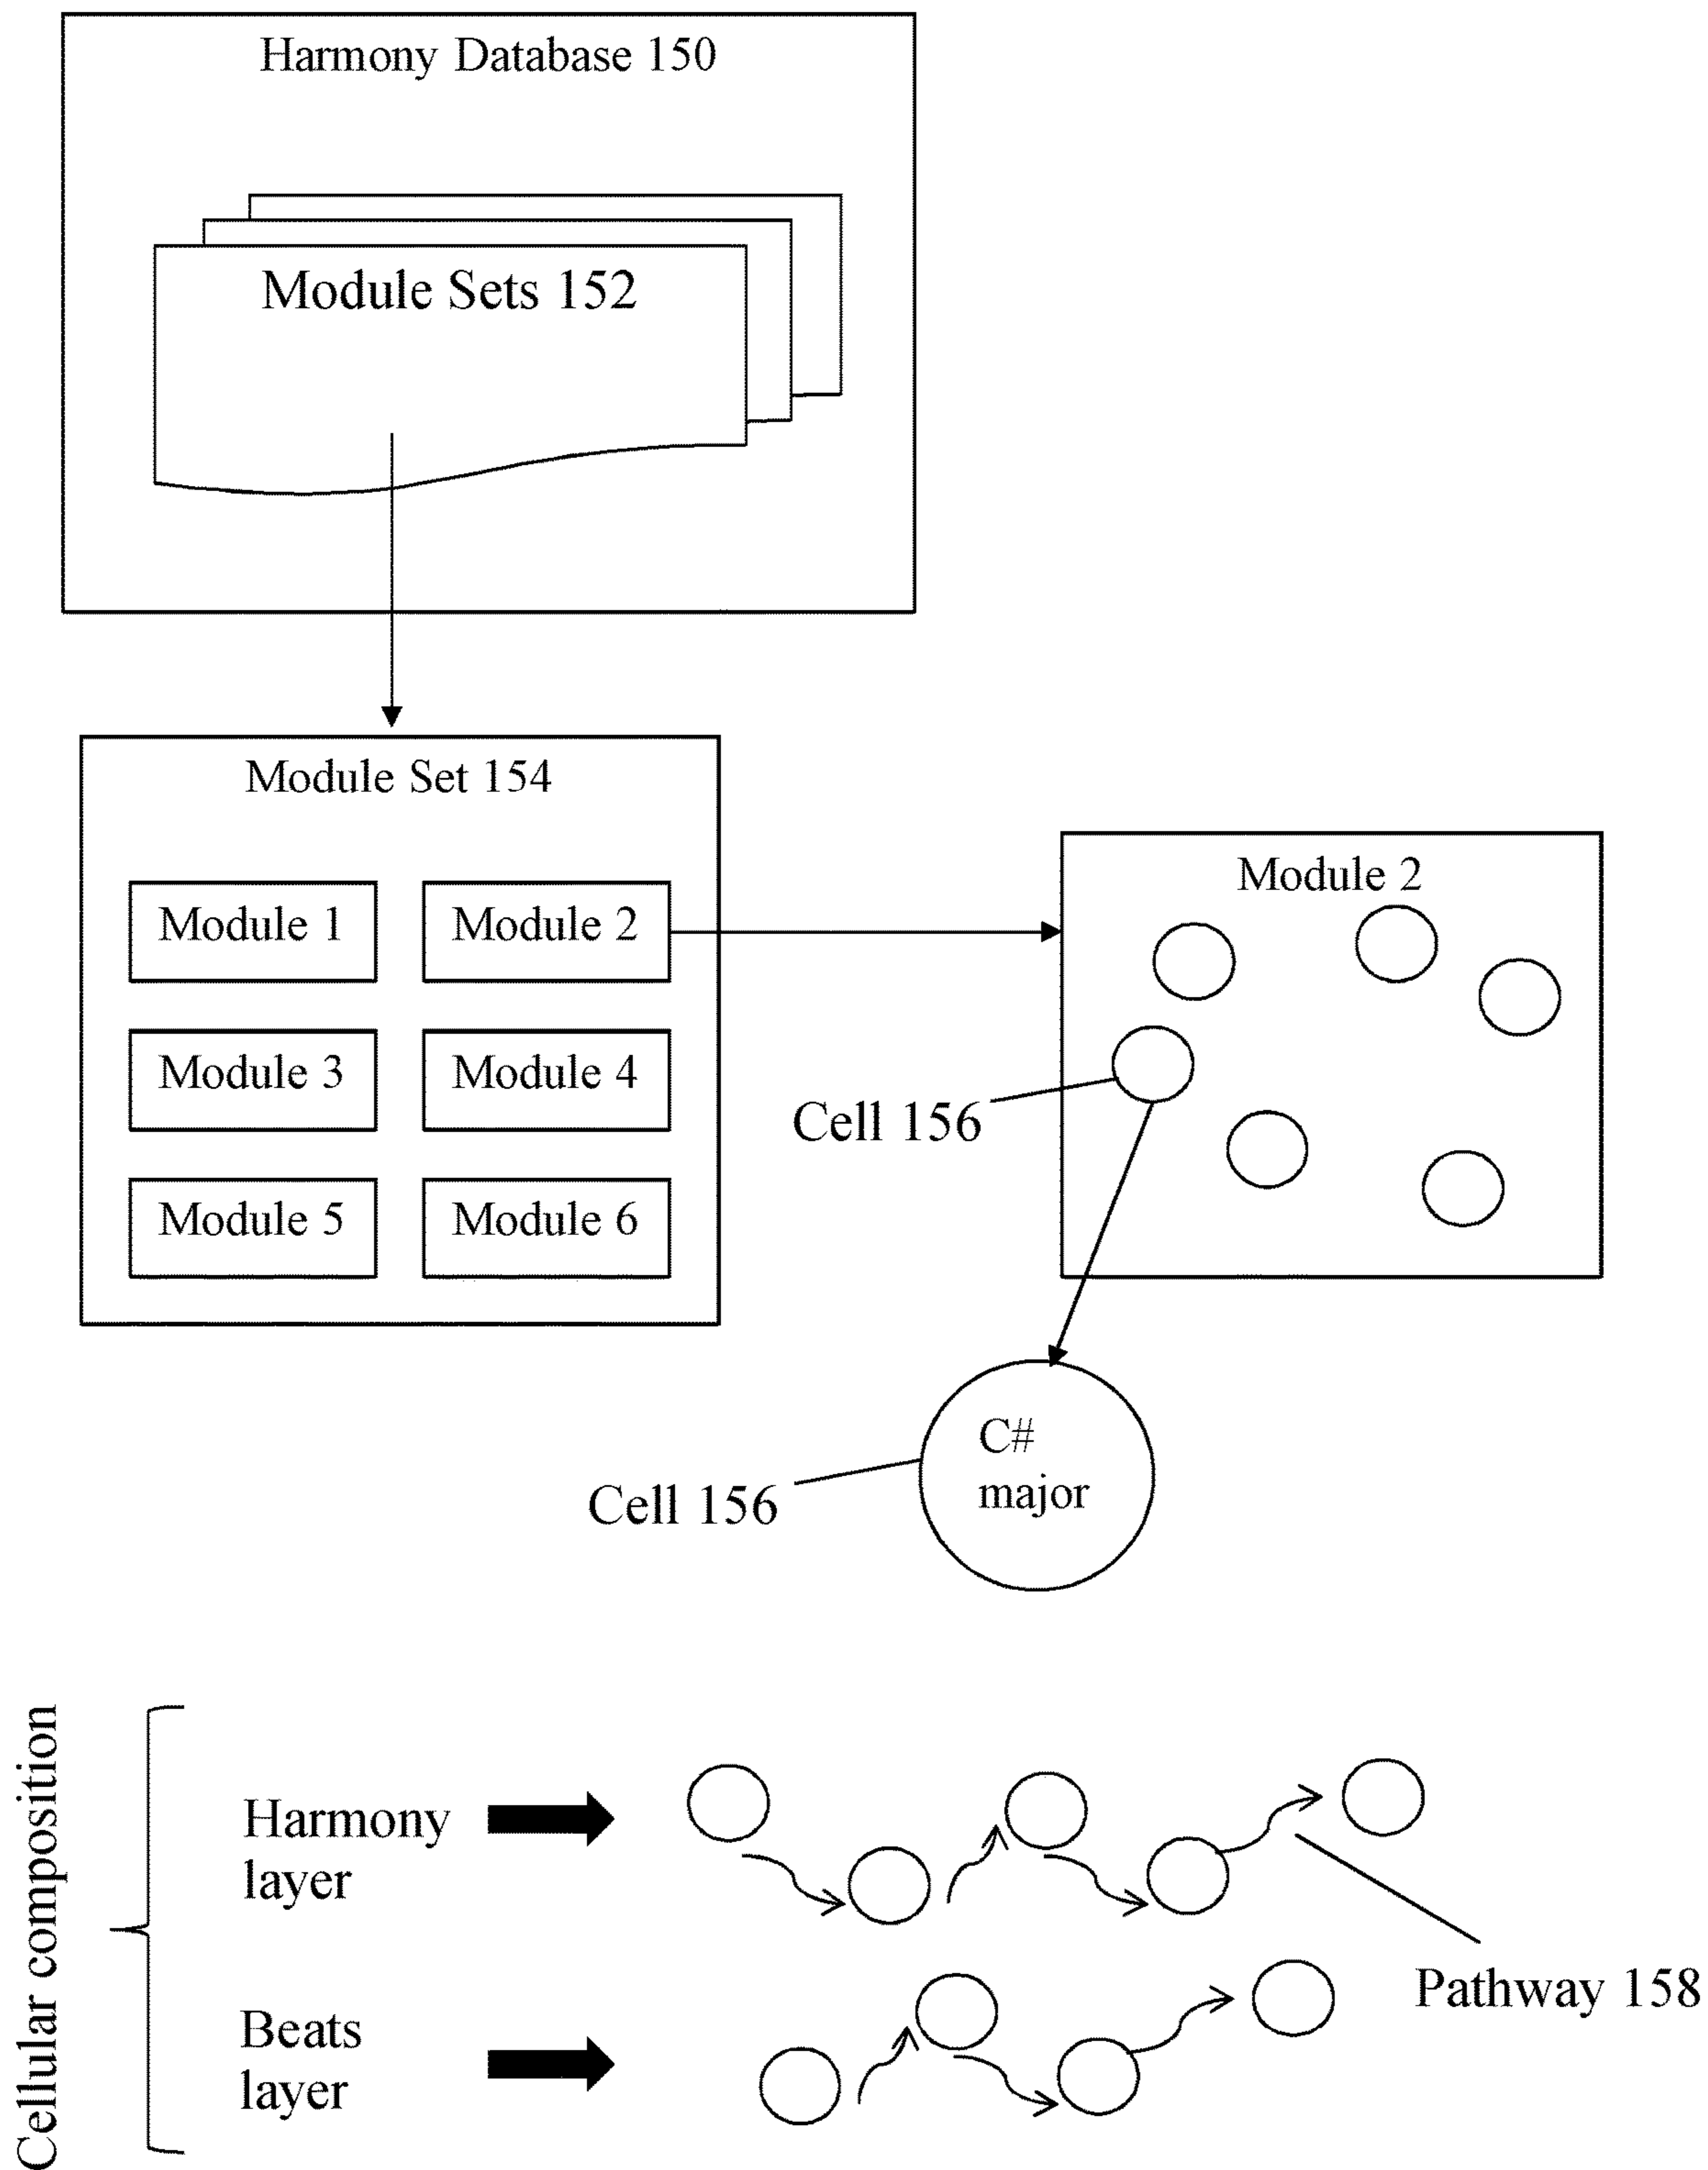 Harmony Database 150
Module Sets 152
Module Set 154
Module 1
Module 2
Module 3
Module 4
Module 5
Module 6
Module 2
Cell 156
C#
major
Cell 156
Cellular composition
Harmony
layer
Pathway 158
Beats
layer